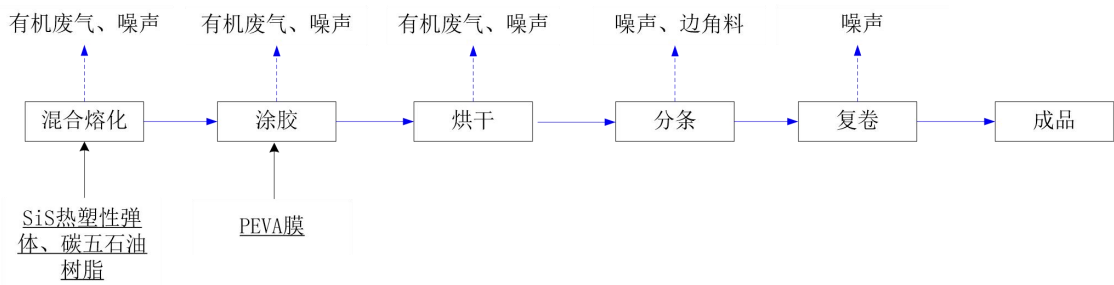 有机废气、噪声
有机废气、噪声
有机废气、噪声
噪声、边角料
噪声
混合熔化
涂胶
烘干
分条
复卷
成品
SiS热塑性弹
体、碳五石油
树脂
PEVA膜